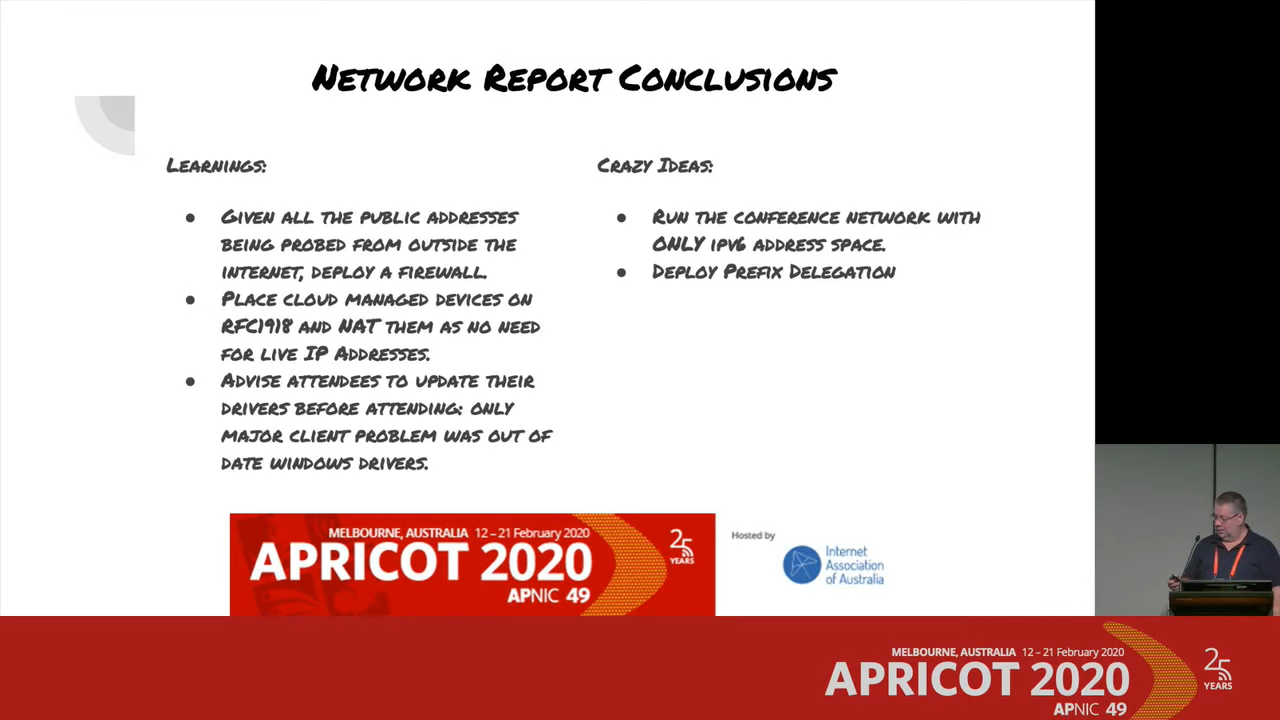 Network Report Conclusions
Learnings:
Given all the public addresses
being probed from outside the
internet, deploy a firewall.
Place cloud managed devices on
RFC1918 and NAT them as no need
for live IP Addresses.
Advise attendees to update their
drivers before attending: only
major client problem was out of
date windows drivers.
Crazy Ideas:
Run the conference network with
ONLY ipv6 address space.
Deploy Prefix Delegation
MELBOURNE, AUSTRALIA 12 – 21 February 2020
APRICOT 2020
APNIC 49
25
YEARS
Hosted by
Internet
Association
of Australia
MELBOURNE, AUSTRALIA 12 – 21 February 2020
APRICOT 2020
APNIC 49
25
YEARS